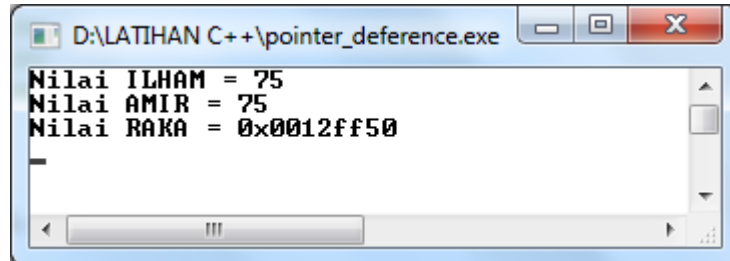 D:\LATIHAN C++\pointer_deference.exe
Nilai ILHAM = 75
Nilai AMIR = 75
Nilai RAKA = 0x0012ff50